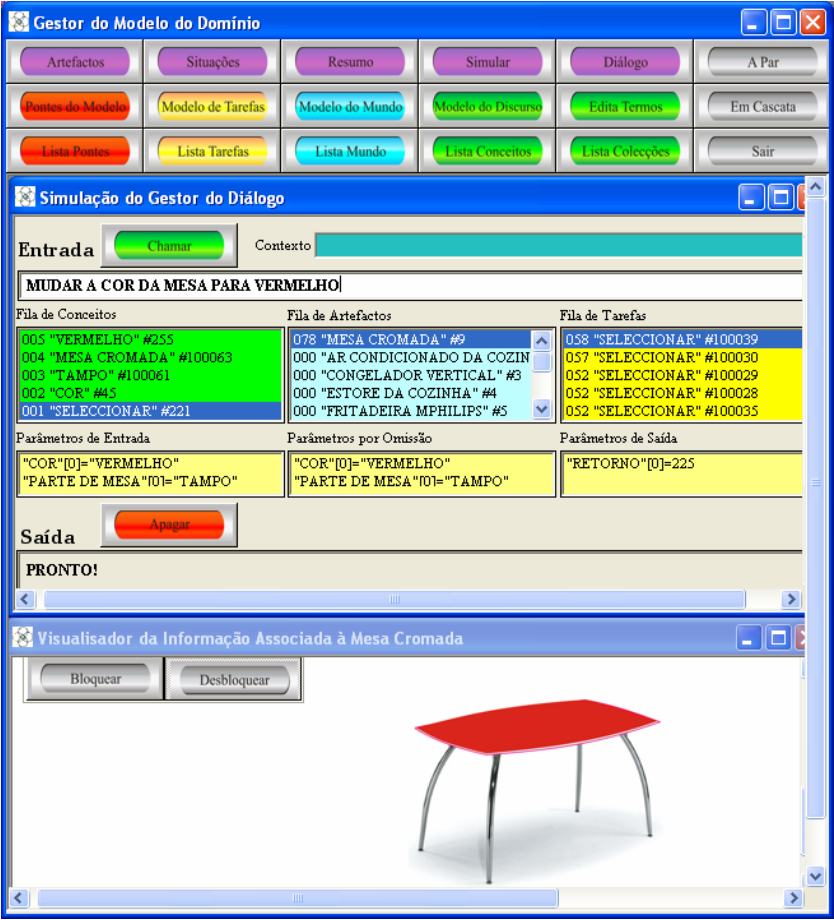 Gestor do Modelo do Domínio
Artefactos Situações Resumo Simular Diálogo A Par
Pontes do Modelo Modelo de Tarefas Modelo do Mundo Modelo do Discurso Edita Termos Em Cascata
Lista Pontes Lista Tarefas Lista Mundo Lista Conceitos Lista Colecções Sair
Simulação do Gestor do Diálogo
Entrada Chamar Contexto
MUDAR A COR DA MESA PARA VERMELHO
Fila de Conceitos Fila de Artefactos Fila de Tarefas
005 "VERMELHO" #255
004 "MESA CROMADA" #100063
003 "TAMPO" #100061
002 "COR" #45
001 "SELECCIONAR" #221
078 "MESA CROMADA" #9
000 "AR CONDICIONADO DA COZIN
000 "CONGELADOR VERTICAL" #3
000 "ESTORE DA COZINHA" #4
000 "FRITADEIRA MPHILIPS" #5
058 "SELECCIONAR" #100039
057 "SELECCIONAR" #100030
052 "SELECCIONAR" #100029
052 "SELECCIONAR" #100028
052 "SELECCIONAR" #100035
Parâmetros de Entrada Parâmetros por Omissão Parâmetros de Saída
"COR"[0]="VERMELHO"
"PARTE DE MESA"[0]="TAMPO"
"COR"[0]="VERMELHO"
"PARTE DE MESA"[0]="TAMPO"
"RETORNO"[0]=225
Saída Apagar
PRONTO!
Visualisador da Informação Associada à Mesa Cromada
Bloquear Desbloquear